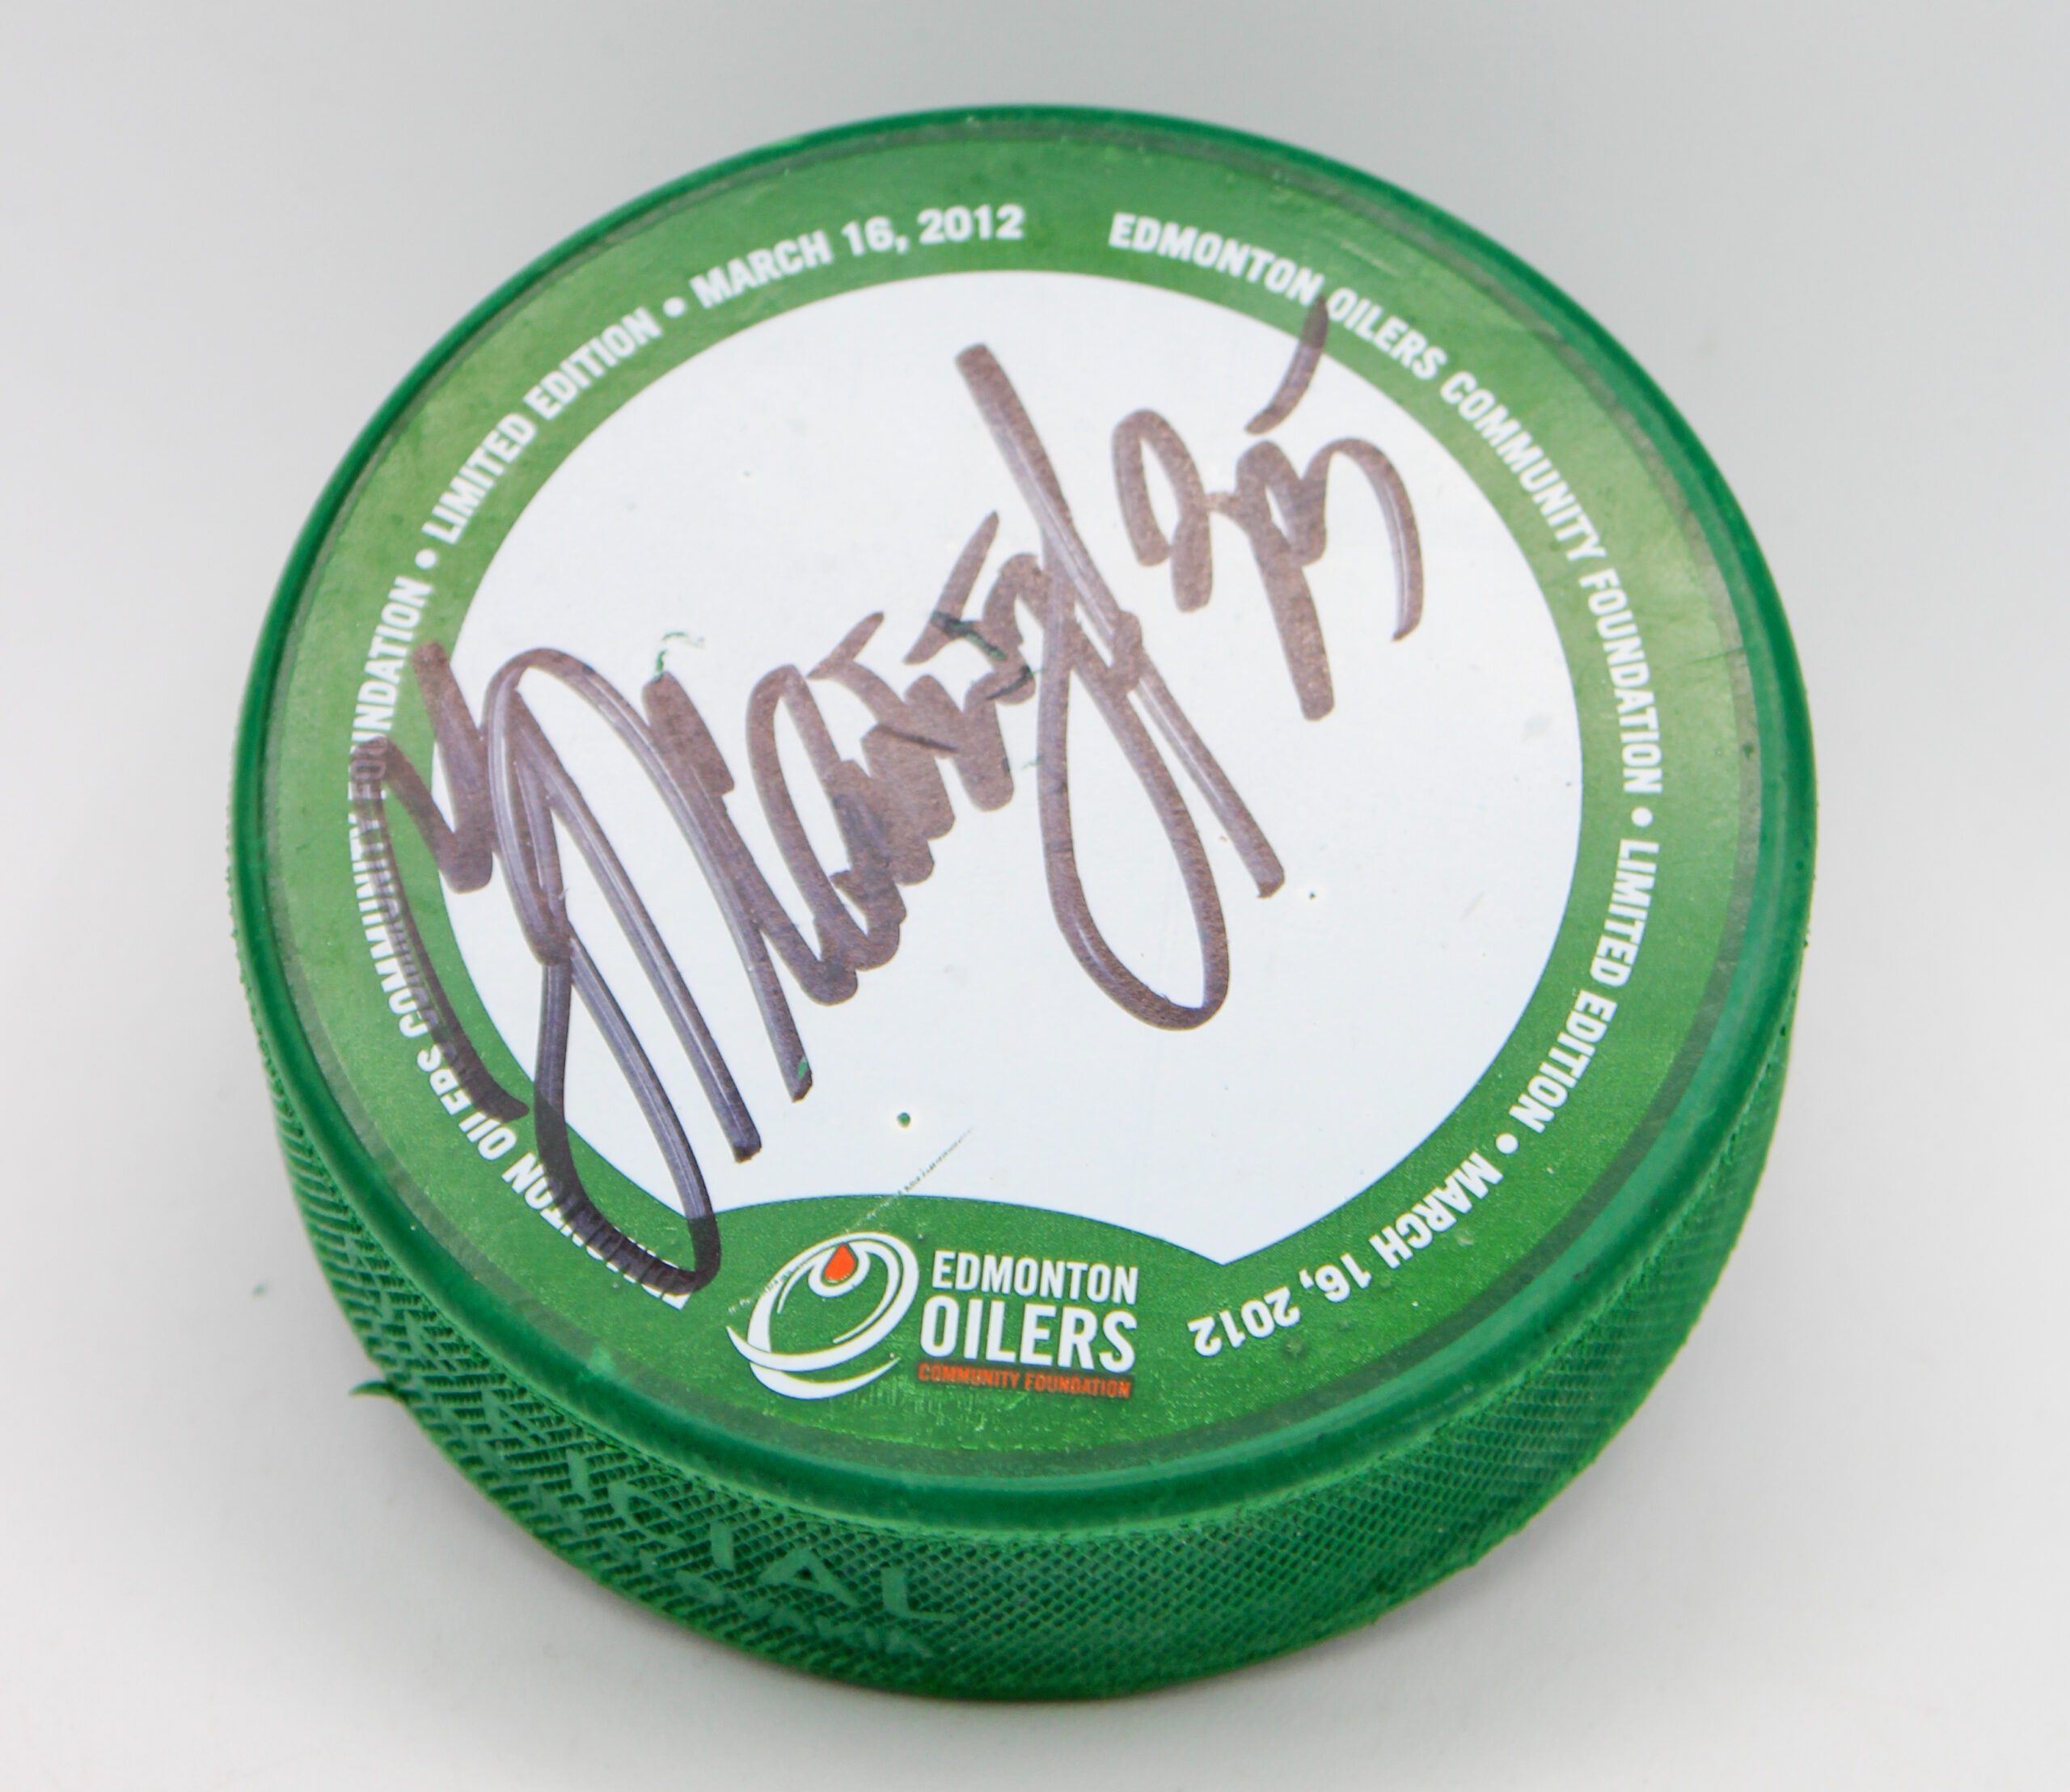 EDMONTON OILERS COMMUNITY FOUNDATION • LIMITED EDITION • MARCH 16, 2012
EDMONTON OILERS COMMUNITY FOUNDATION • LIMITED EDITION • MARCH 16, 2012
EDMONTON
OILERS
COMMUNITY FOUNDATION